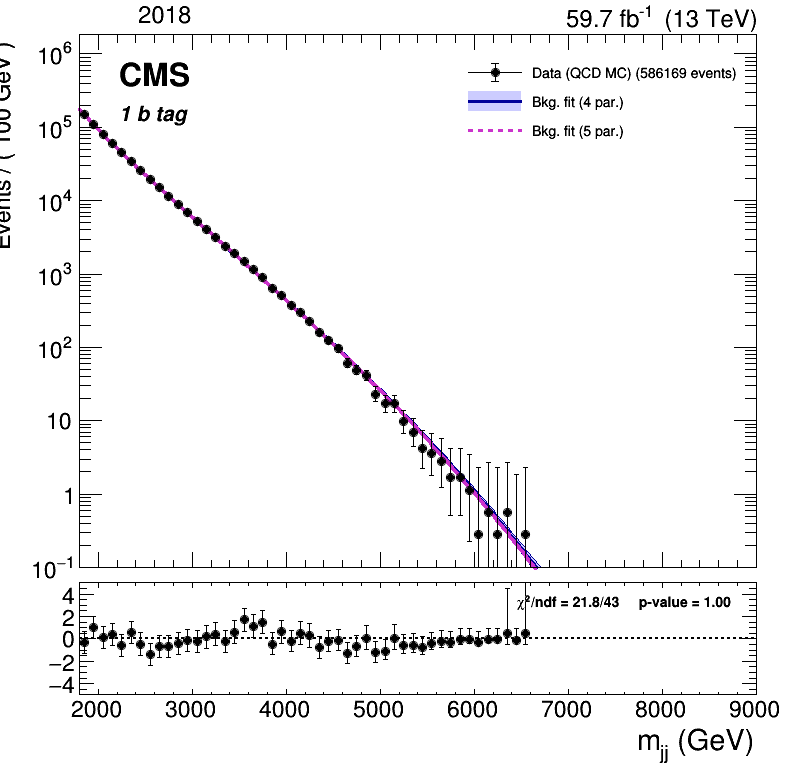 2018 59.7 fb⁻¹ (13 TeV)
CMS
1 b tag
Data (QCD MC) (586169 events)
Bkg. fit (4 par.)
Bkg. fit (5 par.)
Events / ( 100 GeV )
10⁶
10⁵
10⁴
10³
10²
10
1
10⁻¹
χ²/ndf = 21.8/43 p-value = 1.00
4
2
0
−2
−4
2000 3000 4000 5000 6000 7000 8000 9000
m_jj (GeV)